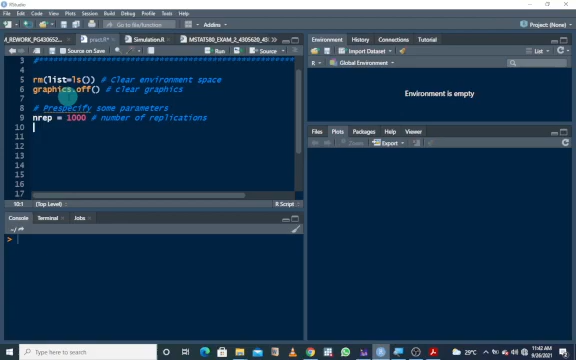 RStudio
File Edit Code View Plots Session Build Debug Profile Tools Help
Go to file/function
Addins
Project: (None)
pract.R*
Simulation.R
Source on Save
Run
Source
3 #*****
4
5 rm(list=ls()) # Clear environment space
6 graphics.off() # clear graphics
7
8 # Prespecify some parameters
9 nrep = 1000 # number of replications
10
11
12
13
14
15
16
17
10:1 (Top Level) R Script
Console Terminal Jobs
~/
>
Environment History Connections Tutorial
Import Dataset
List
R Global Environment
Environment is empty
Files Plots Packages Help Viewer
Zoom Export
Type here to search
29°C
11:42 AM
9/26/2021